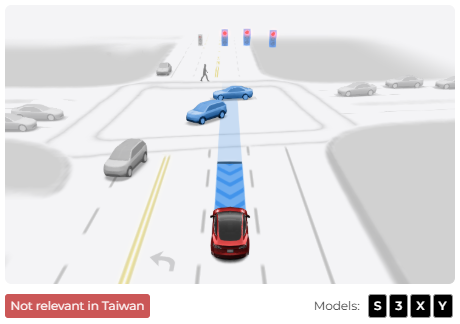 Not relevant in Taiwan
Models: S 3 X Y